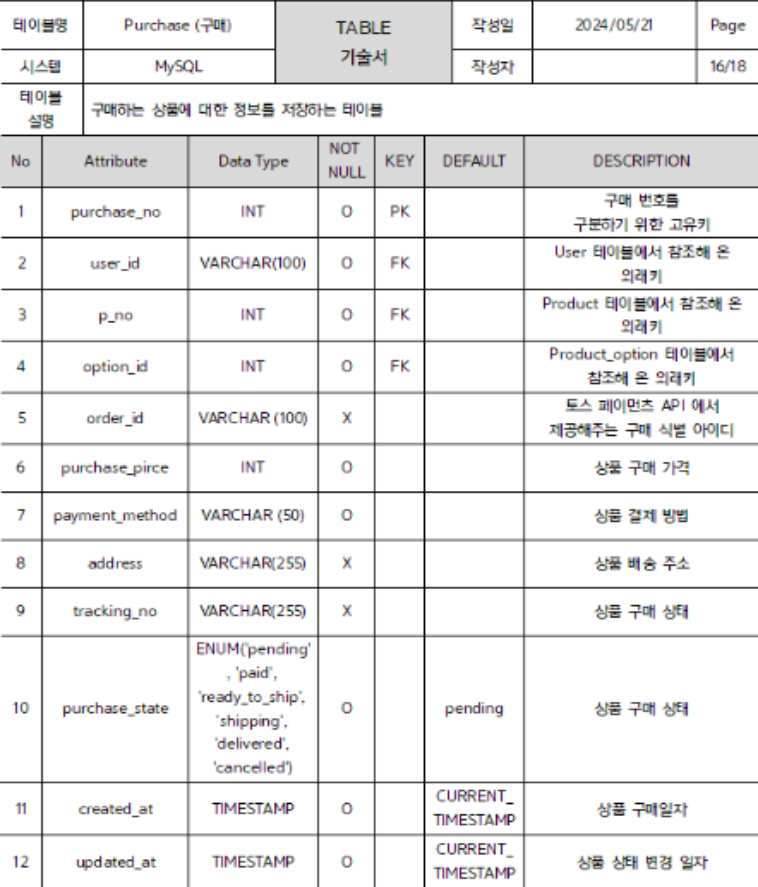 테이블명 Purchase (구매) TABLE 기술서 작성일 2024/05/21 Page
시스템 MySQL 작성자 16/18
테이블 설명 구매하는 상품에 대한 정보를 저장하는 테이블
No Attribute Data Type NOT NULL KEY DEFAULT DESCRIPTION
1 purchase_no INT O PK 구매 번호를 구분하기 위한 고유키
2 user_id VARCHAR(100) O FK User 테이블에서 참조해 온 외래키
3 p_no INT O FK Product 테이블에서 참조해 온 외래키
4 option_id INT O FK Product_option 테이블에서 참조해 온 외래키
5 order_id VARCHAR (100) X 토스 페이먼츠 API 에서 제공해주는 구매 식별 아이디
6 purchase_pirce INT O 상품 구매 가격
7 payment_method VARCHAR (50) O 상품 결제 방법
8 address VARCHAR(255) X 상품 배송 주소
9 tracking_no VARCHAR(255) X 상품 구매 상태
10 purchase_state ENUM('pending' , 'paid', 'ready_to_ship', 'shipping', 'delivered', 'cancelled') O pending 상품 구매 상태
11 created_at TIMESTAMP O CURRENT_TIMESTAMP 상품 구매일자
12 updated_at TIMESTAMP O CURRENT_TIMESTAMP 상품 상태 변경 일자